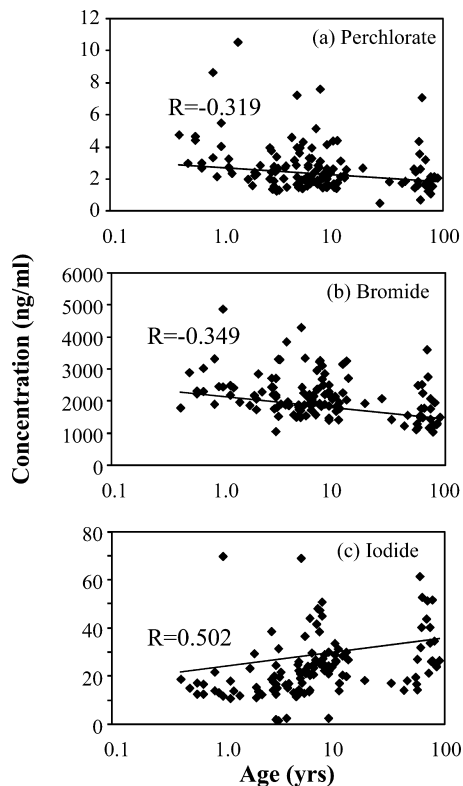 12
(a) Perchlorate
10
8
R=-0.319
6
4
2
0
0.1 1.0 10 100
Concentration (ng/ml)
6000
(b) Bromide
5000
R=-0.349
4000
3000
2000
1000
0
0.1 1.0 10 100
80
(c) Iodide
60
R=0.502
40
20
0
0.1 1.0 10 100
Age (yrs)